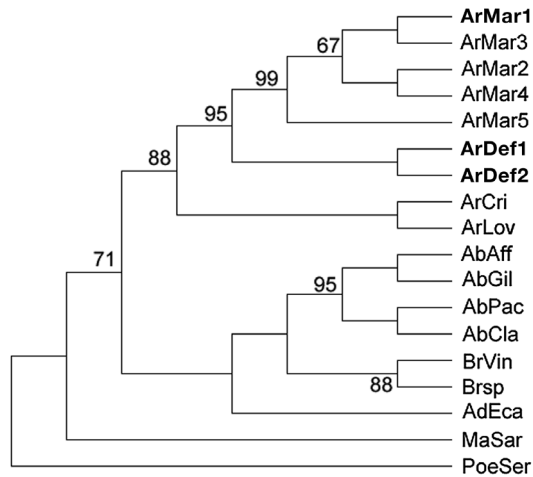 ArMar1
67
ArMar3
ArMar2
99
ArMar4
95
ArMar5
ArDef1
88
ArDef2
ArCri
ArLov
AbAff
71
AbGil
95
AbPac
AbCla
BrVin
88
Brsp
AdEca
MaSar
PoeSer